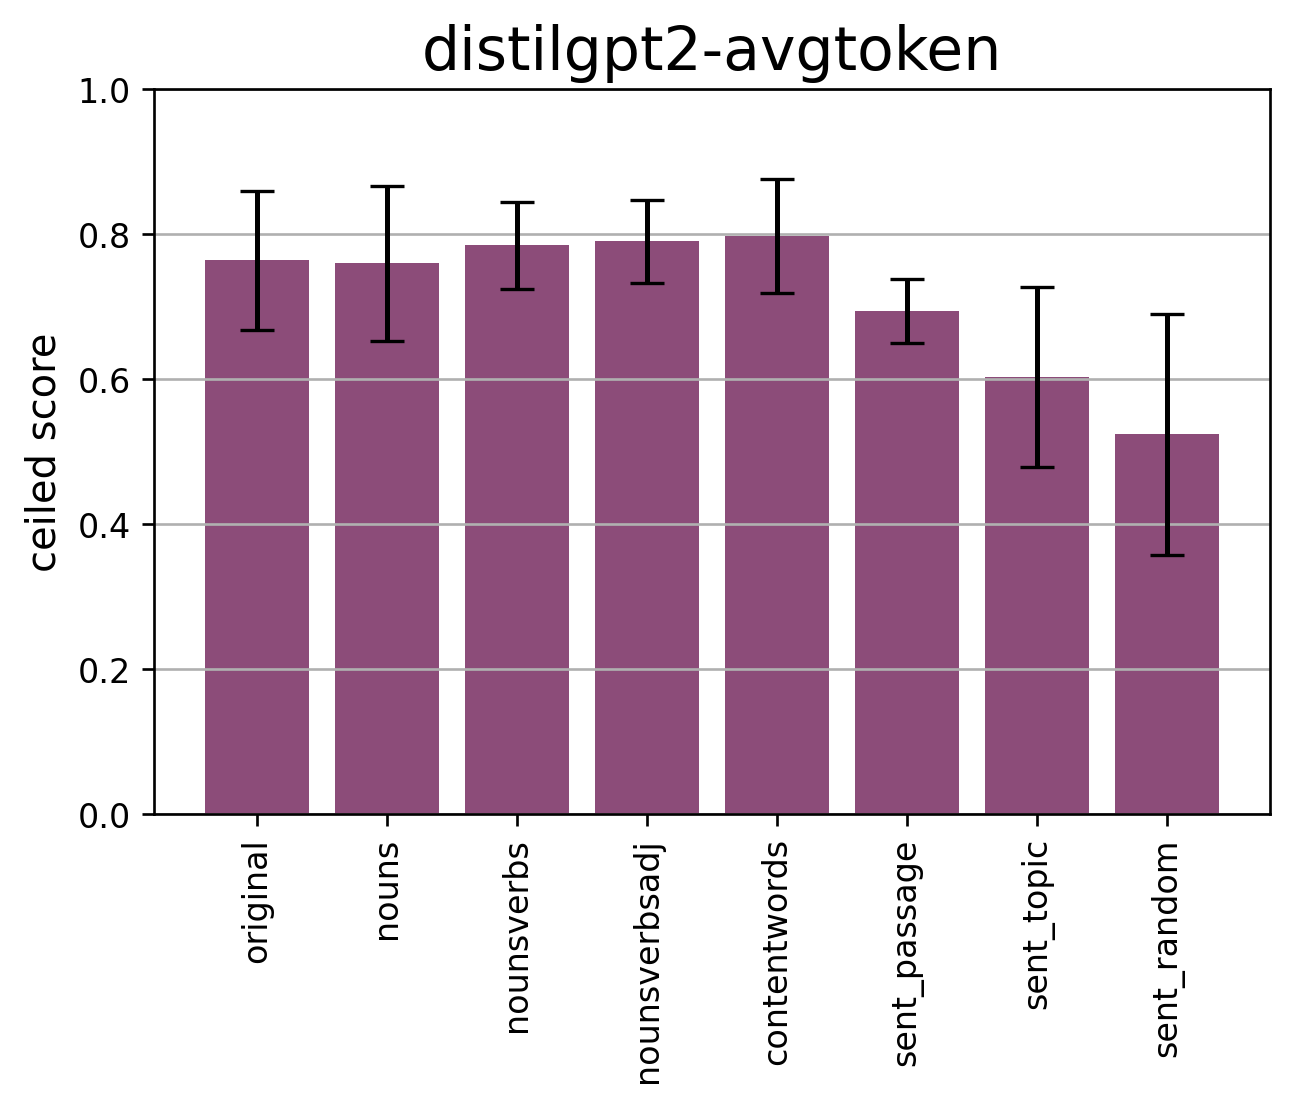 distilgpt2-avgtoken
1.0
0.8
0.6
0.4
0.2
0.0
ceiled score
original
nouns
nounsverbs
nounsverbsadj
contentwords
sent_passage
sent_topic
sent_random